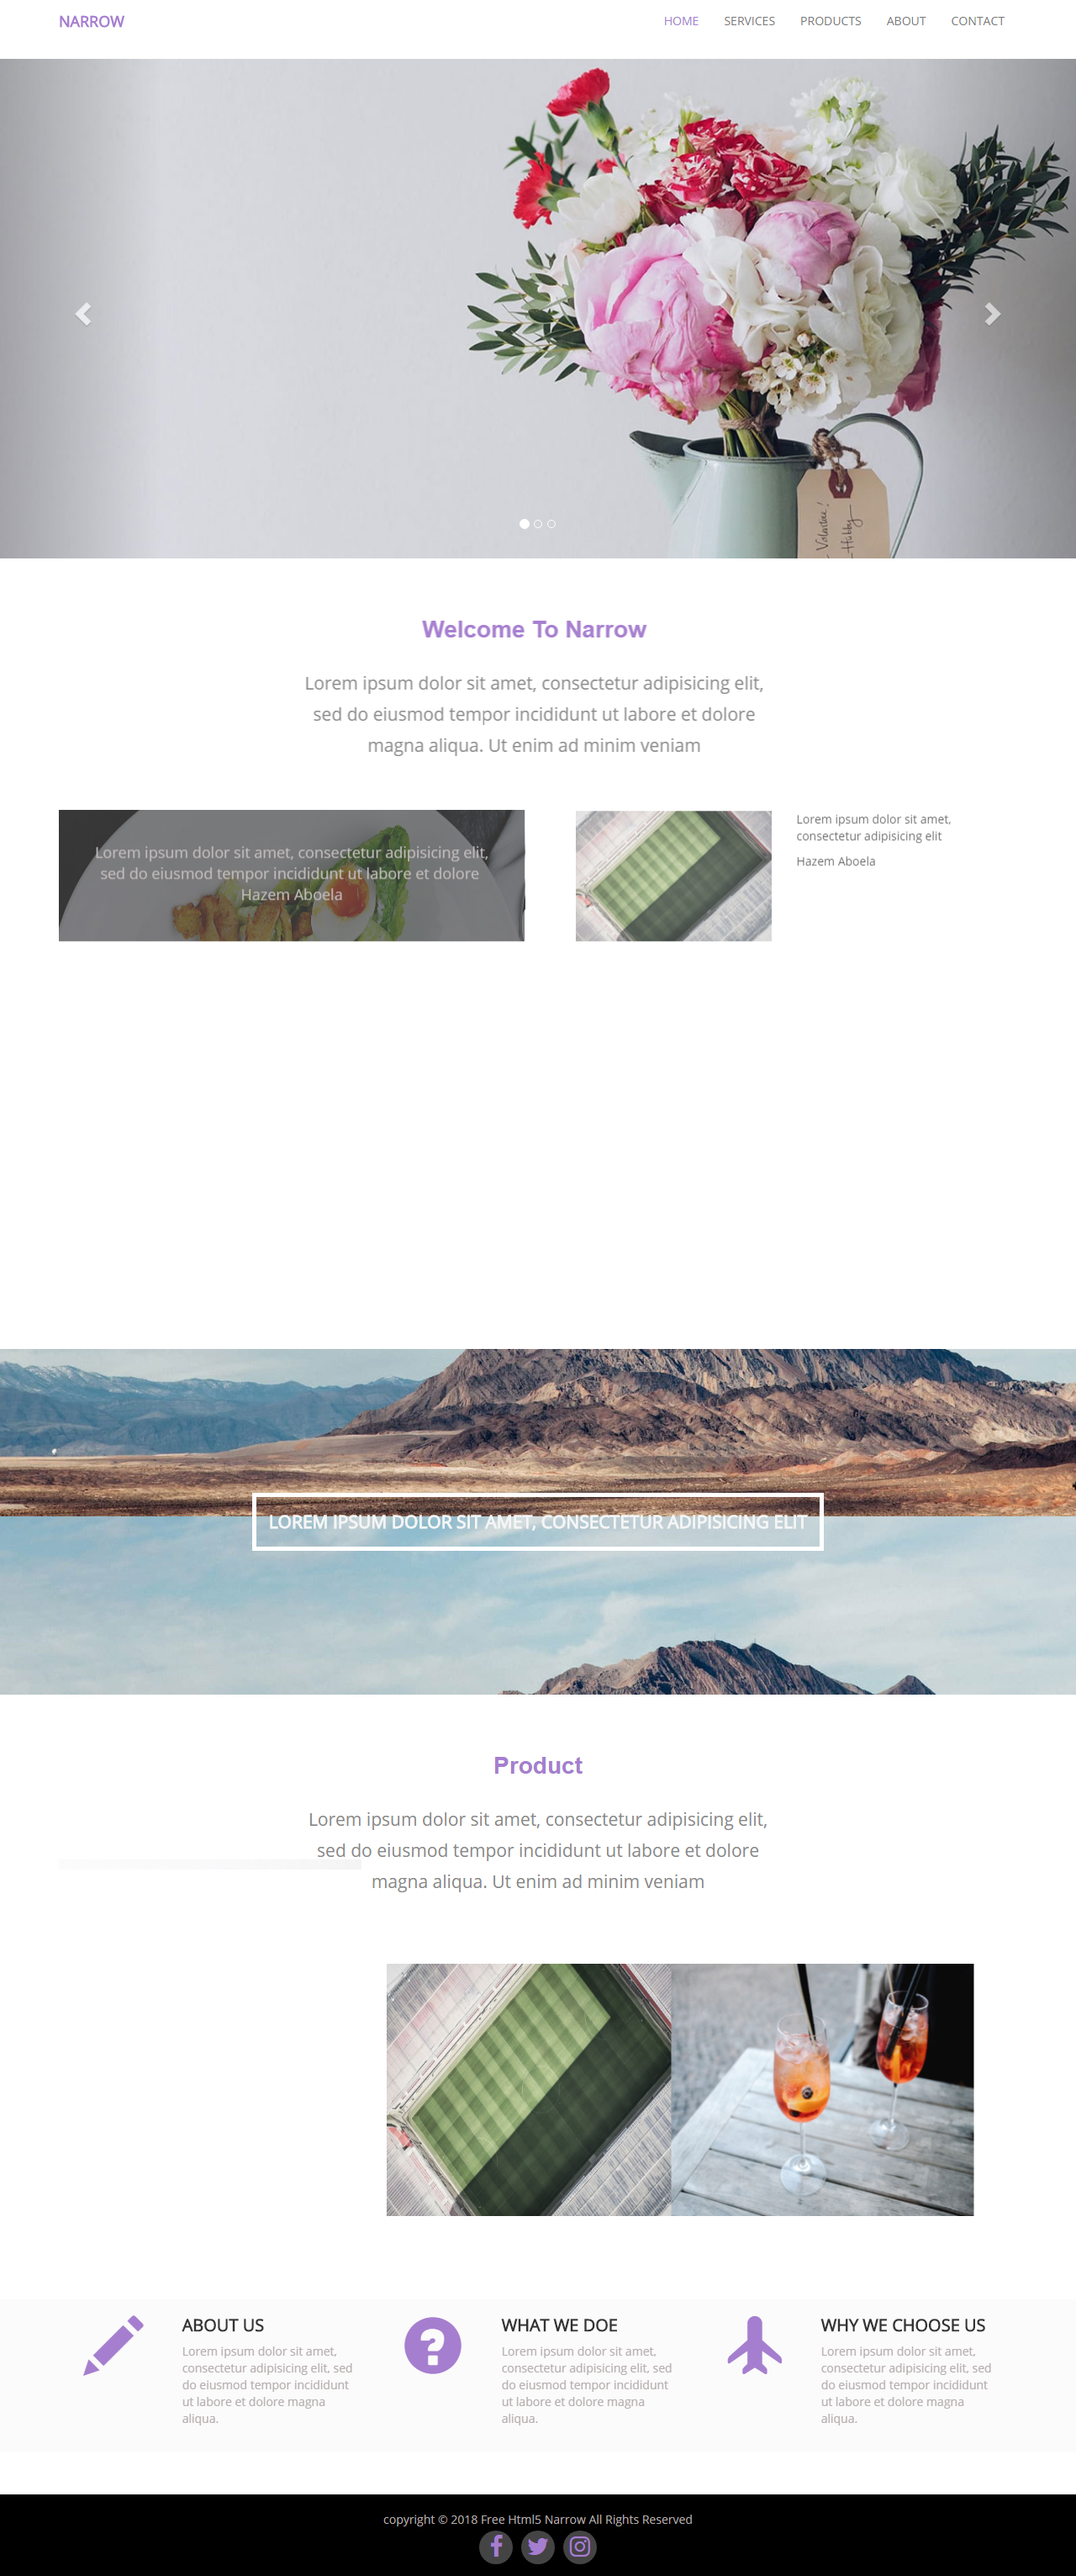 NARROW
HOME SERVICES PRODUCTS ABOUT CONTACT
Valentine!
Hubby
Welcome To Narrow
Lorem ipsum dolor sit amet, consectetur adipisicing elit,
sed do eiusmod tempor incididunt ut labore et dolore
magna aliqua. Ut enim ad minim veniam
Lorem ipsum dolor sit amet, consectetur adipisicing elit,
sed do eiusmod tempor incididunt ut labore et dolore
Hazem Aboela
Lorem ipsum dolor sit amet,
consectetur adipisicing elit
Hazem Aboela
LOREM IPSUM DOLOR SIT AMET, CONSECTETUR ADIPISICING ELIT
Product
Lorem ipsum dolor sit amet, consectetur adipisicing elit,
sed do eiusmod tempor incididunt ut labore et dolore
magna aliqua. Ut enim ad minim veniam
ABOUT US
Lorem ipsum dolor sit amet,
consectetur adipisicing elit, sed
do eiusmod tempor incididunt
ut labore et dolore magna
aliqua.
WHAT WE DOE
Lorem ipsum dolor sit amet,
consectetur adipisicing elit, sed
do eiusmod tempor incididunt
ut labore et dolore magna
aliqua.
WHY WE CHOOSE US
Lorem ipsum dolor sit amet,
consectetur adipisicing elit, sed
do eiusmod tempor incididunt
ut labore et dolore magna
aliqua.
copyright © 2018 Free Html5 Narrow All Rights Reserved